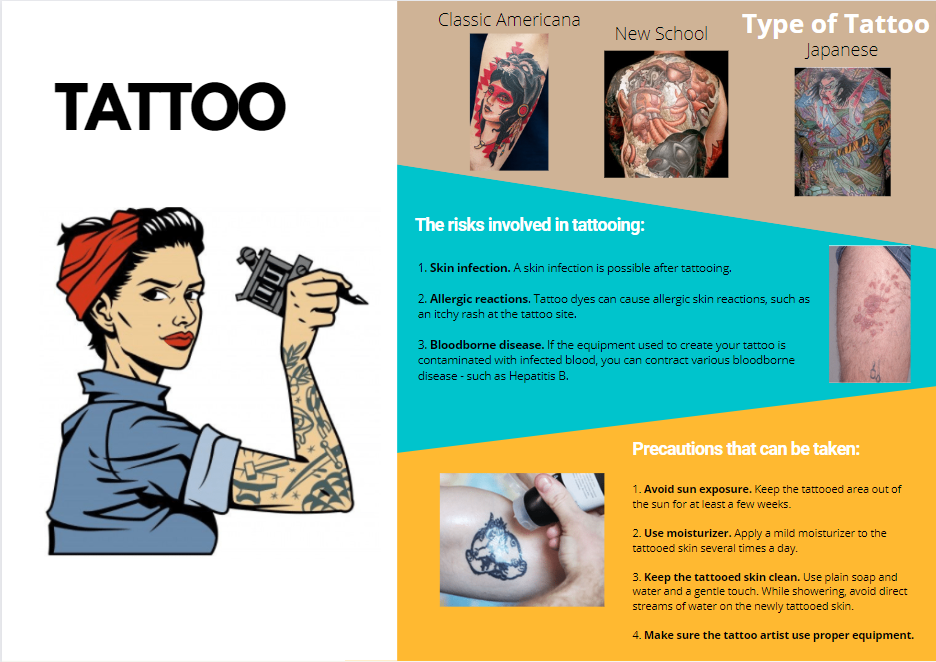 TATTOO
Type of Tattoo
Classic Americana
New School
Japanese
The risks involved in tattooing:
1. Skin infection. A skin infection is possible after tattooing.
2. Allergic reactions. Tattoo dyes can cause allergic skin reactions, such as
an itchy rash at the tattoo site.
3. Bloodborne disease. If the equipment used to create your tattoo is
contaminated with infected blood, you can contract various bloodborne
disease - such as Hepatitis B.
Precautions that can be taken:
1. Avoid sun exposure. Keep the tattooed area out of
the sun for at least a few weeks.
2. Use moisturizer. Apply a mild moisturizer to the
tattooed skin several times a day.
3. Keep the tattooed skin clean. Use plain soap and
water and a gentle touch. While showering, avoid direct
streams of water on the newly tattooed skin.
4. Make sure the tattoo artist use proper equipment.